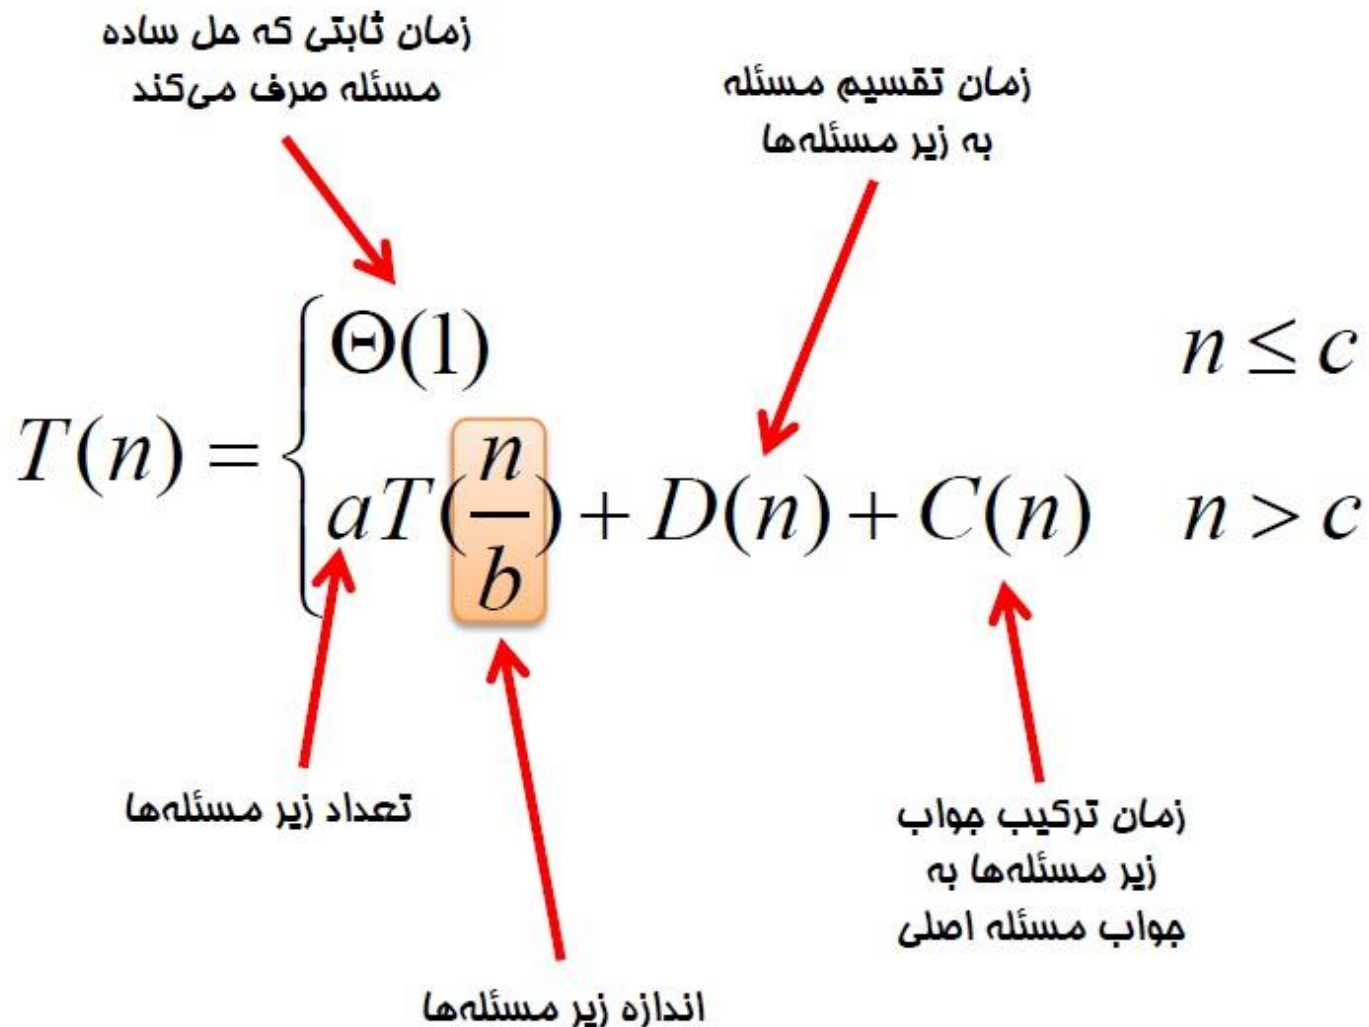 زمان ثابتی که حل ساده
مسئله صرف می‌کند
زمان تقسیم مسئله
به زیر مسئله‌ها
T(n) = {
Θ(1) n ≤ c
aT(n/b) + D(n) + C(n) n > c
تعداد زیر مسئله‌ها
زمان ترکیب جواب
زیر مسئله‌ها به
جواب مسئله اصلی
اندازه زیر مسئله‌ها